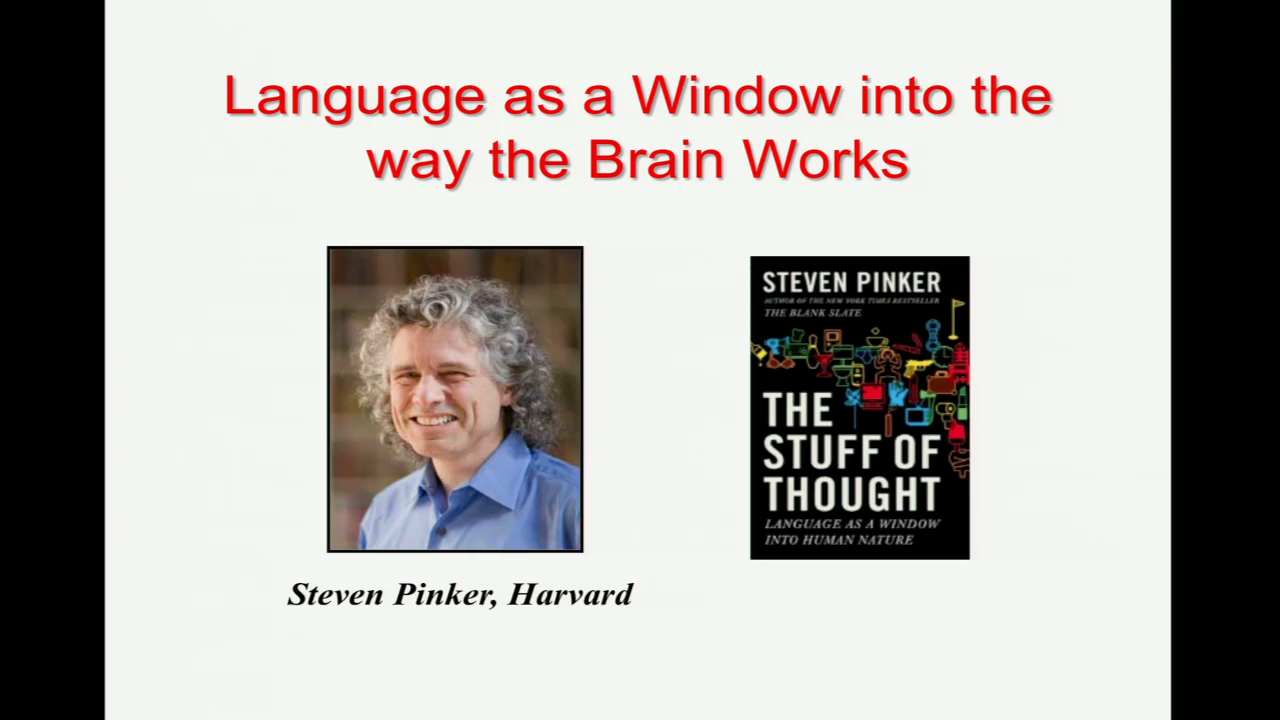 Language as a Window into the
way the Brain Works
STEVEN PINKER
AUTHOR OF THE NEW YORK TIMES BESTSELLER
THE BLANK SLATE
THE
STUFF OF
THOUGHT
LANGUAGE AS A WINDOW
INTO HUMAN NATURE
Steven Pinker, Harvard